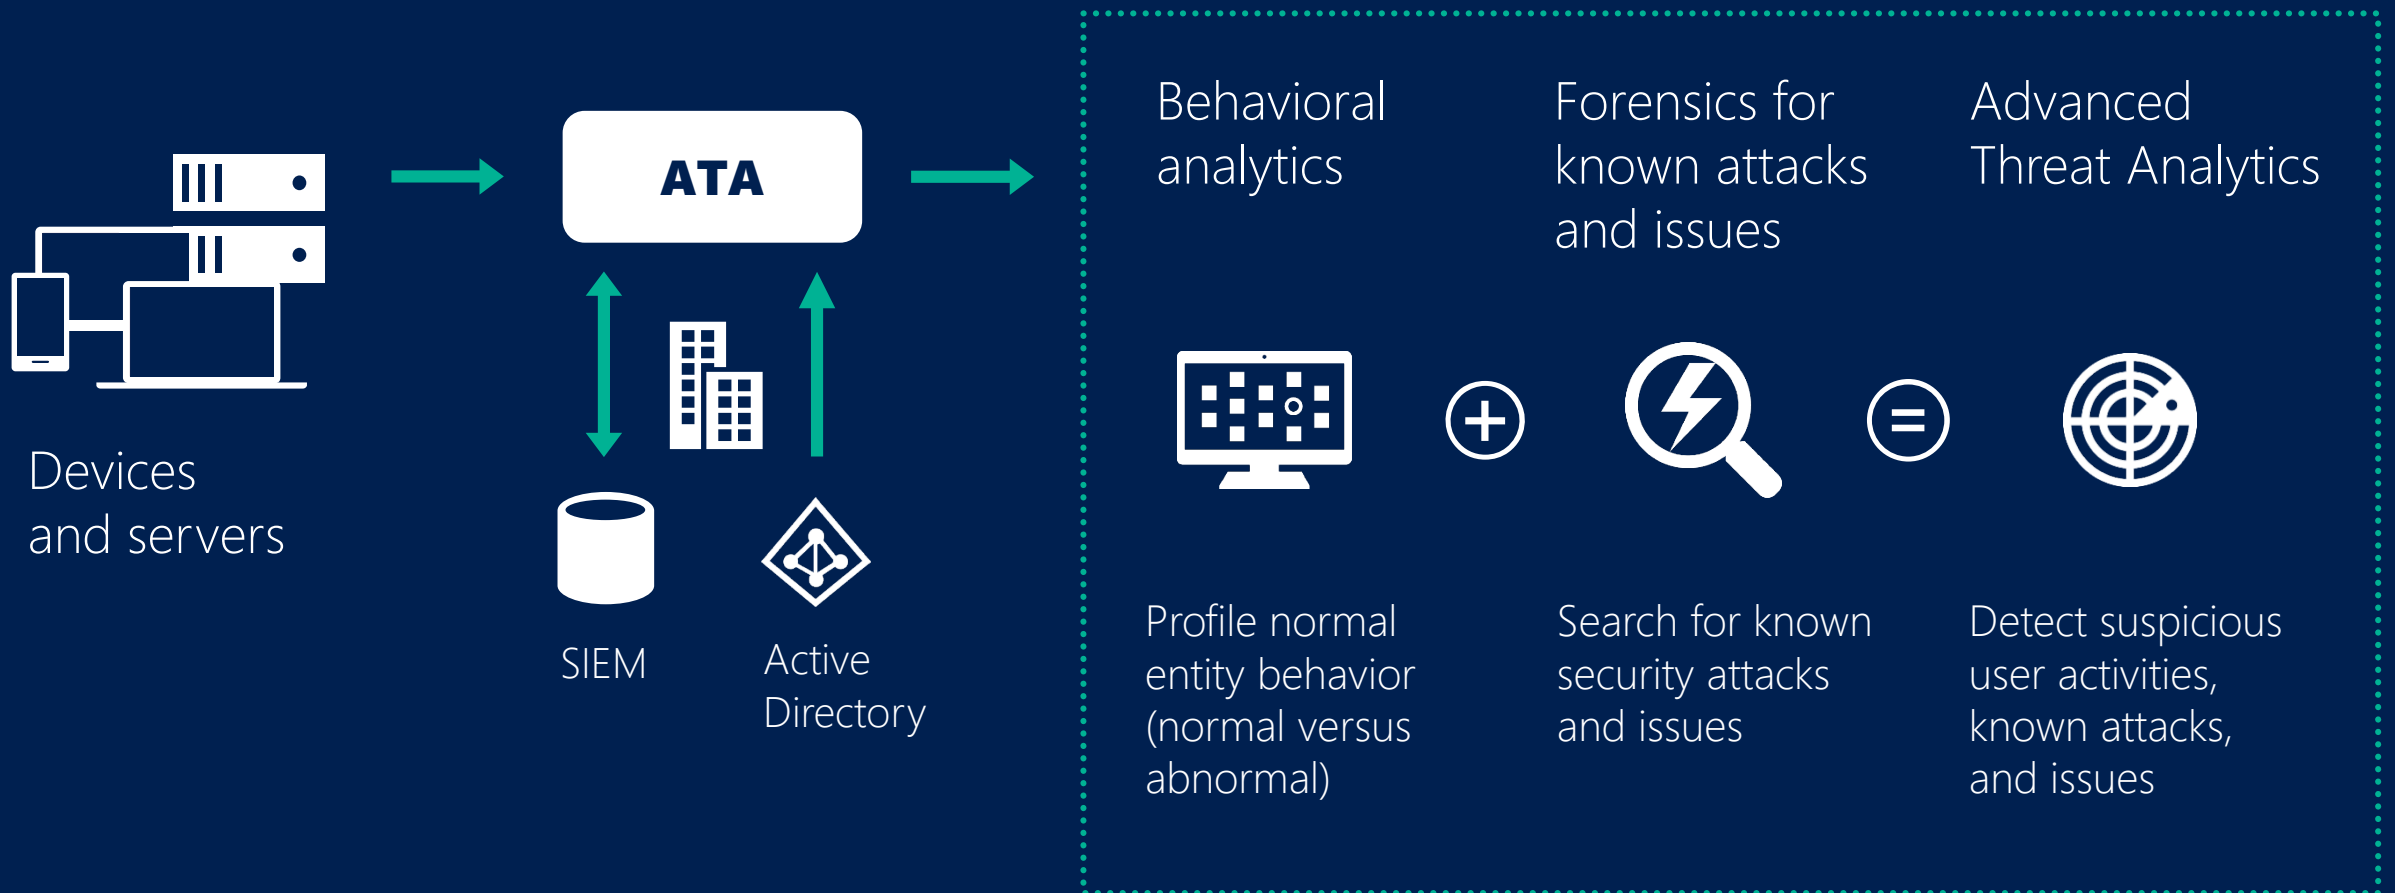 Devices
and servers
ATA
SIEM
Active
Directory
Behavioral
analytics
Forensics for
known attacks
and issues
Advanced
Threat Analytics
Profile normal
entity behavior
(normal versus
abnormal)
Search for known
security attacks
and issues
Detect suspicious
user activities,
known attacks,
and issues